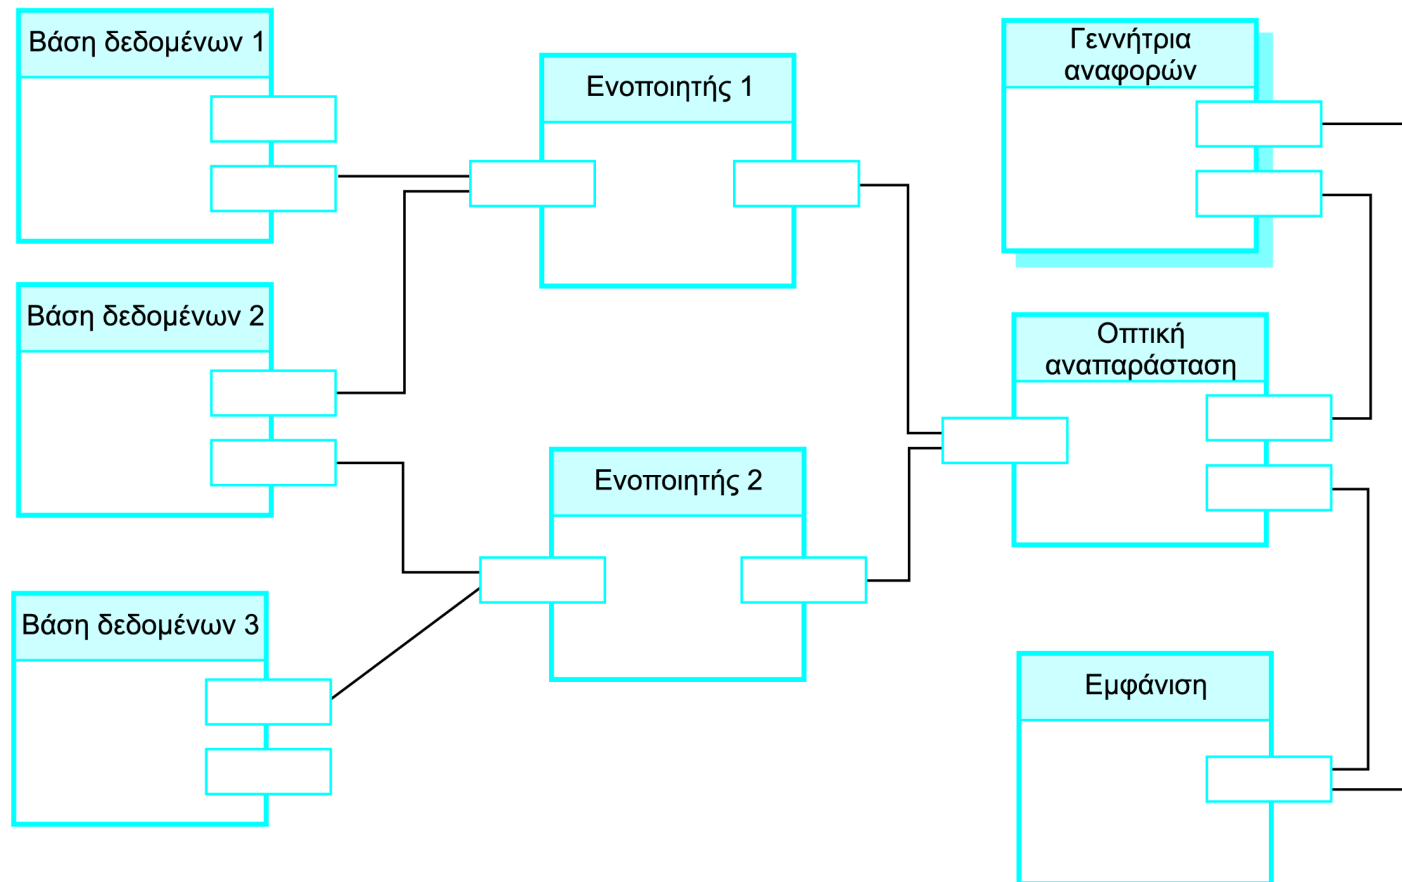 Βάση δεδομένων 1
Ενοποιητής 1
Γεννήτρια
αναφορών
Βάση δεδομένων 2
Οπτική
αναπαράσταση
Ενοποιητής 2
Βάση δεδομένων 3
Εμφάνιση